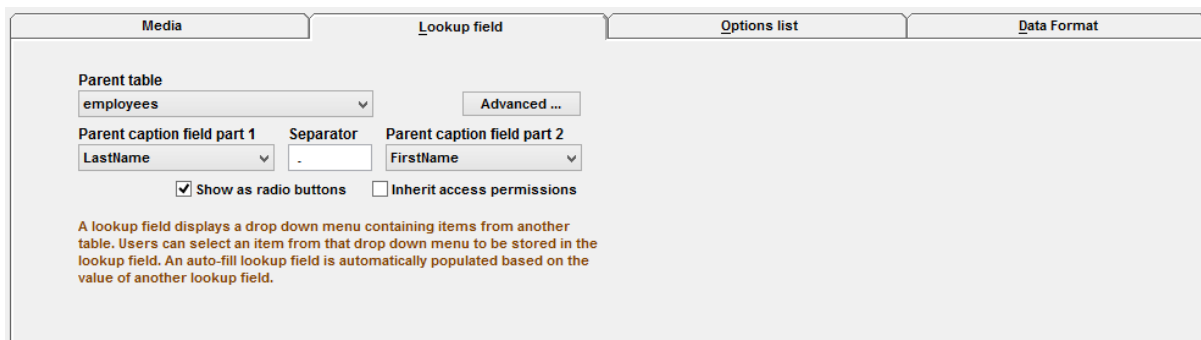 Media Lookup field Options list Data Format
Parent table
employees Advanced ...
Parent caption field part 1 Separator Parent caption field part 2
LastName - FirstName
Show as radio buttons Inherit access permissions
A lookup field displays a drop down menu containing items from another
table. Users can select an item from that drop down menu to be stored in the
lookup field. An auto-fill lookup field is automatically populated based on the
value of another lookup field.